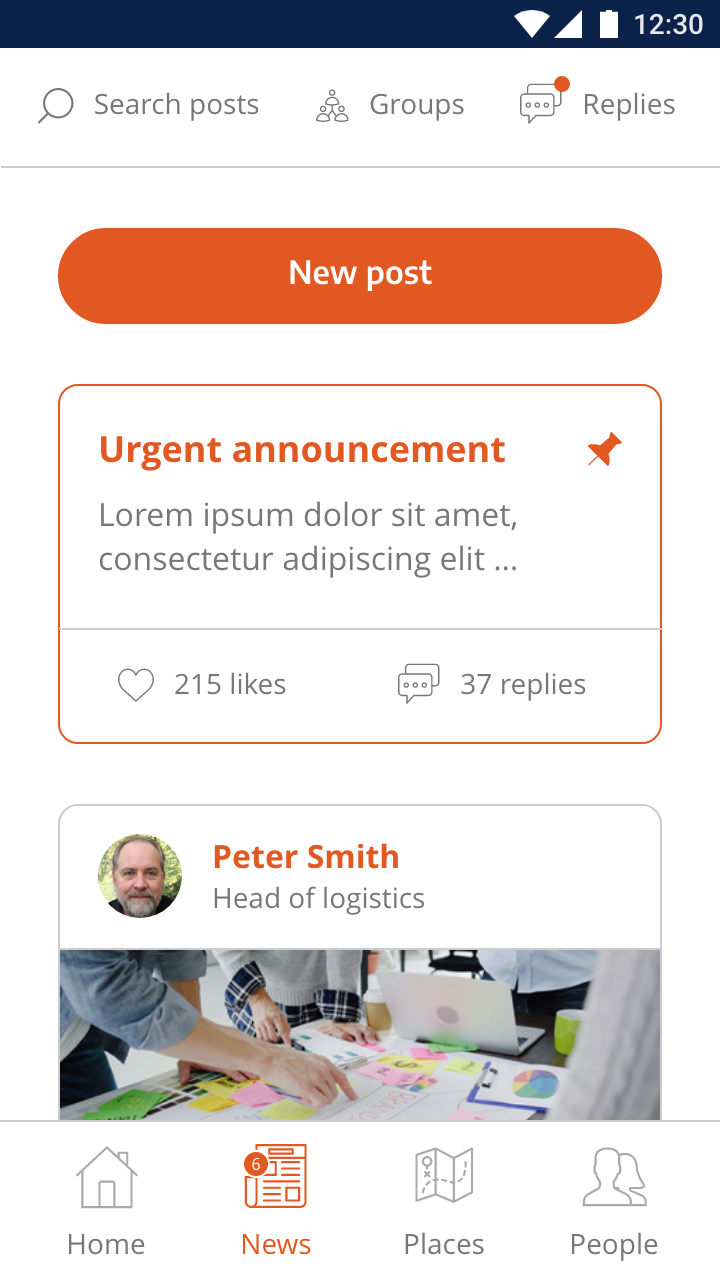 12:30
Search posts
Groups
Replies
New post
Urgent announcement
Lorem ipsum dolor sit amet,
consectetur adipiscing elit ...
215 likes
37 replies
Peter Smith
Head of logistics
6
Home
News
Places
People